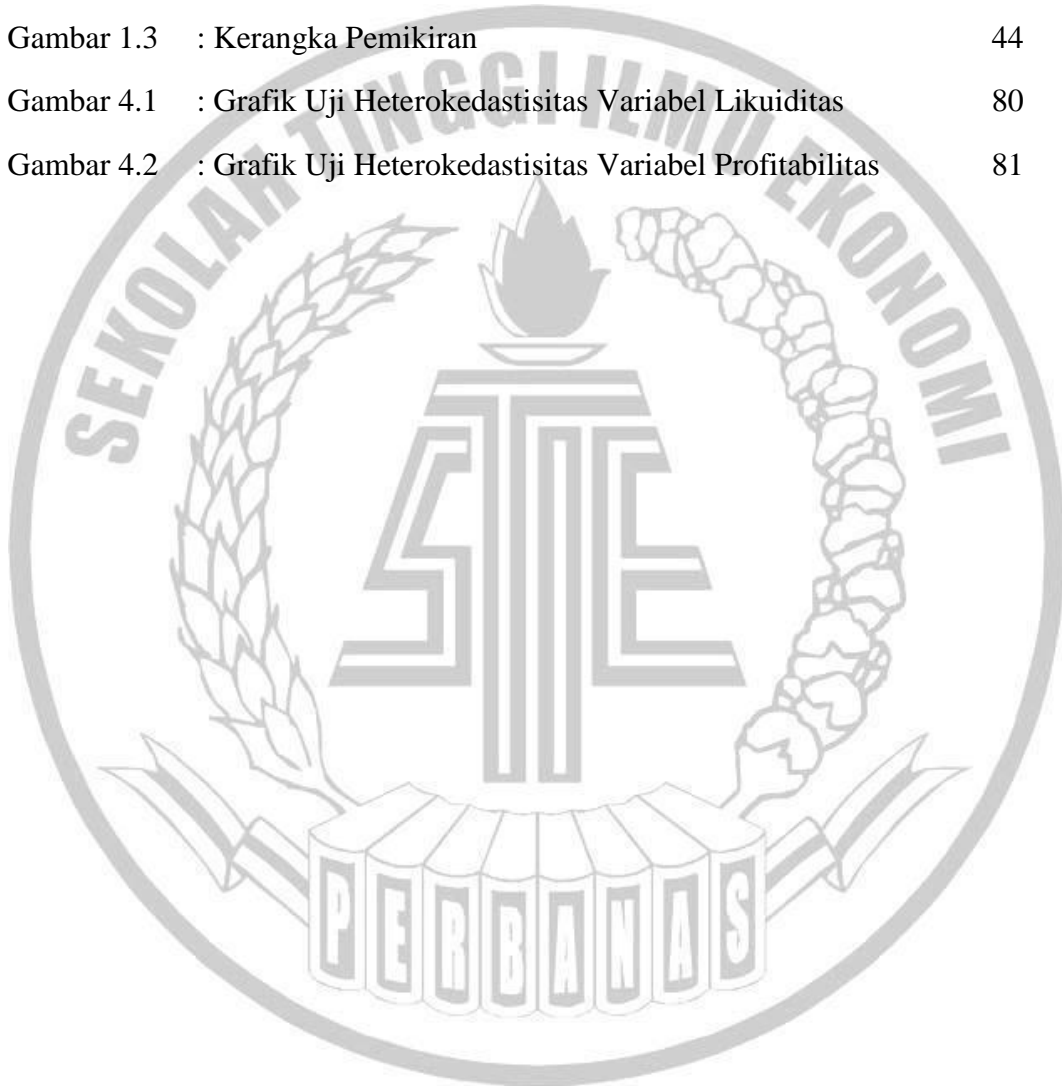 Gambar 1.3 : Kerangka Pemikiran 44
Gambar 4.1 : Grafik Uji Heterokedastisitas Variabel Likuiditas 80
Gambar 4.2 : Grafik Uji Heterokedastisitas Variabel Profitabilitas 81
SEKOLAH TINGGI ILMU EKONOMI
STIE
PERBANAS